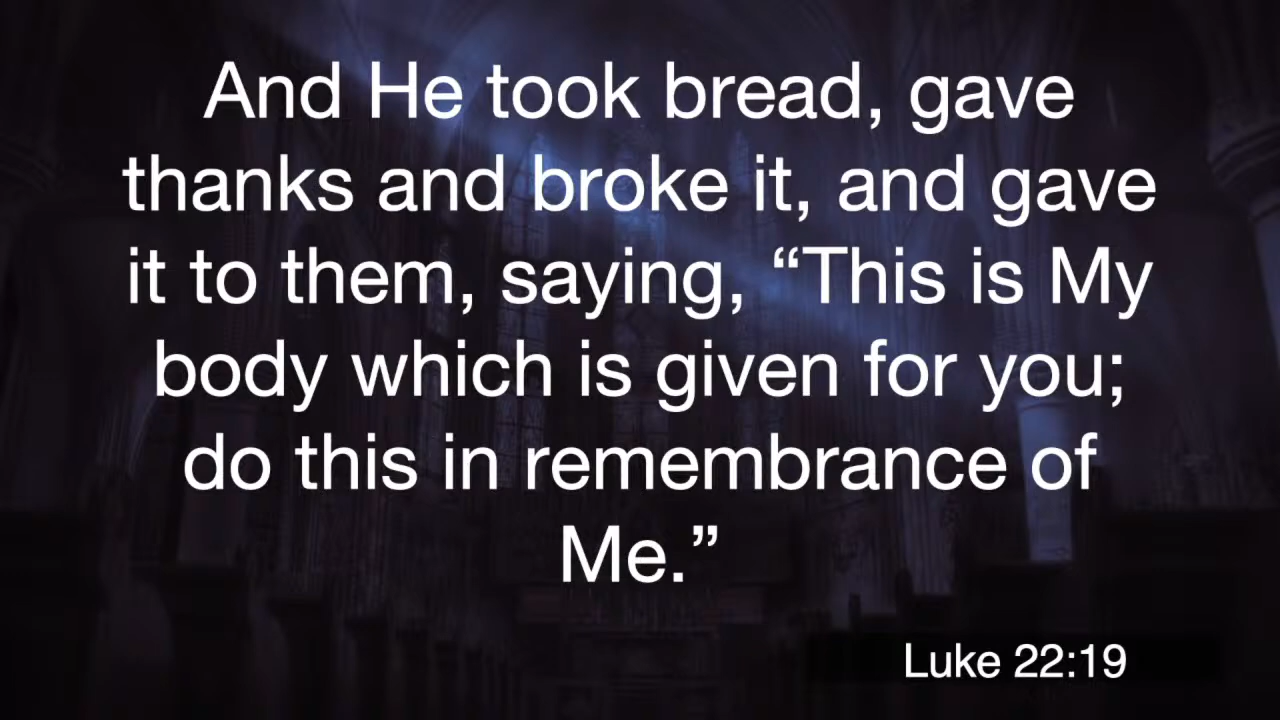 And He took bread, gave
thanks and broke it, and gave
it to them, saying, “This is My
body which is given for you;
do this in remembrance of
Me.”
Luke 22:19